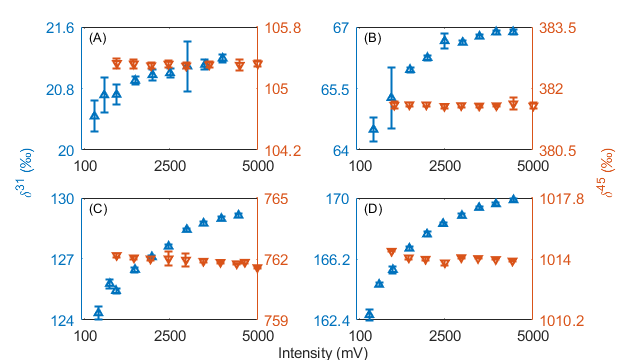 21.6
20.8
20
(A)
105.8
105
104.2
100 2500 5000
67
65.5
64
(B)
383.5
382
380.5
100 2500 5000
δ31 (‰)
δ45 (‰)
130
127
124
(C)
765
762
759
100 2500 5000
170
166.2
162.4
(D)
1017.8
1014
1010.2
100 2500 5000
Intensity (mV)